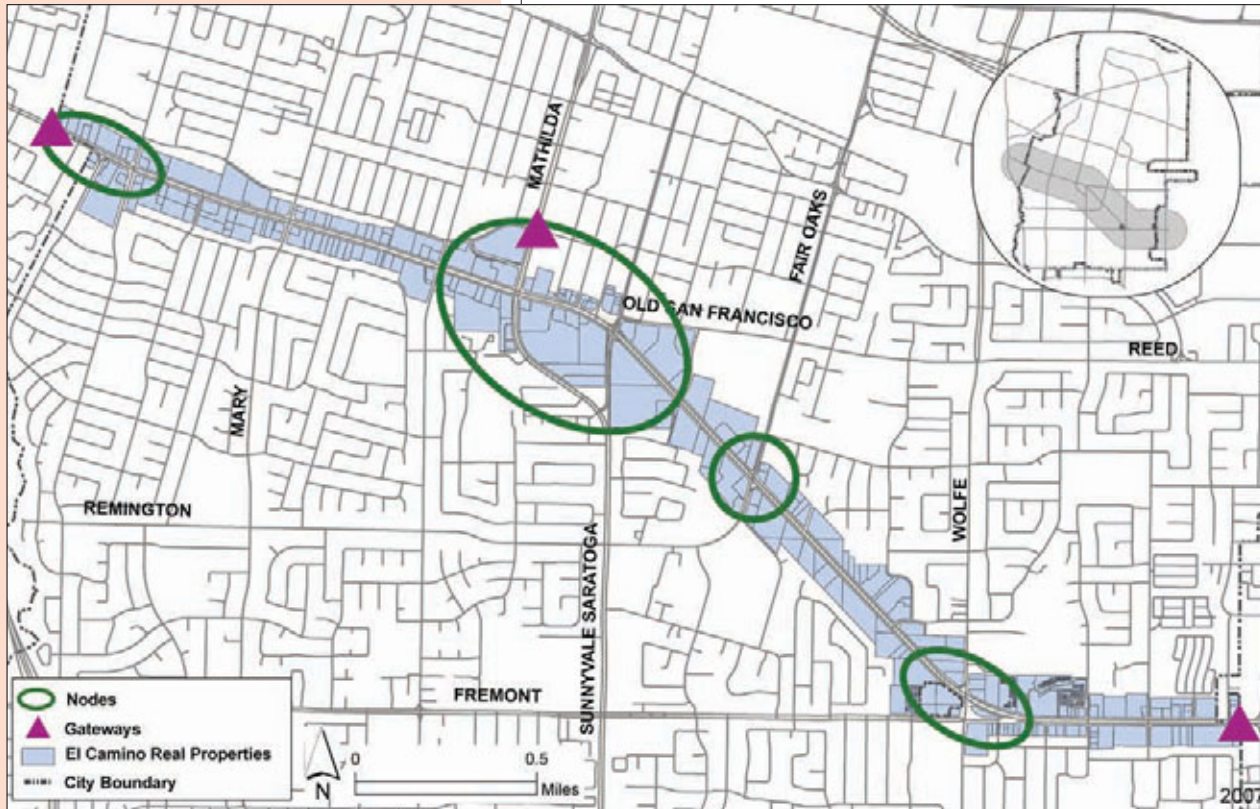 MATHILDA
FAIR OAKS
OLD SAN FRANCISCO
REED
MARY
REMINGTON
WOLFE
SUNNYVALE SARATOGA
FREMONT
Nodes
Gateways
El Camino Real Properties
City Boundary
N
0 0.5
Miles